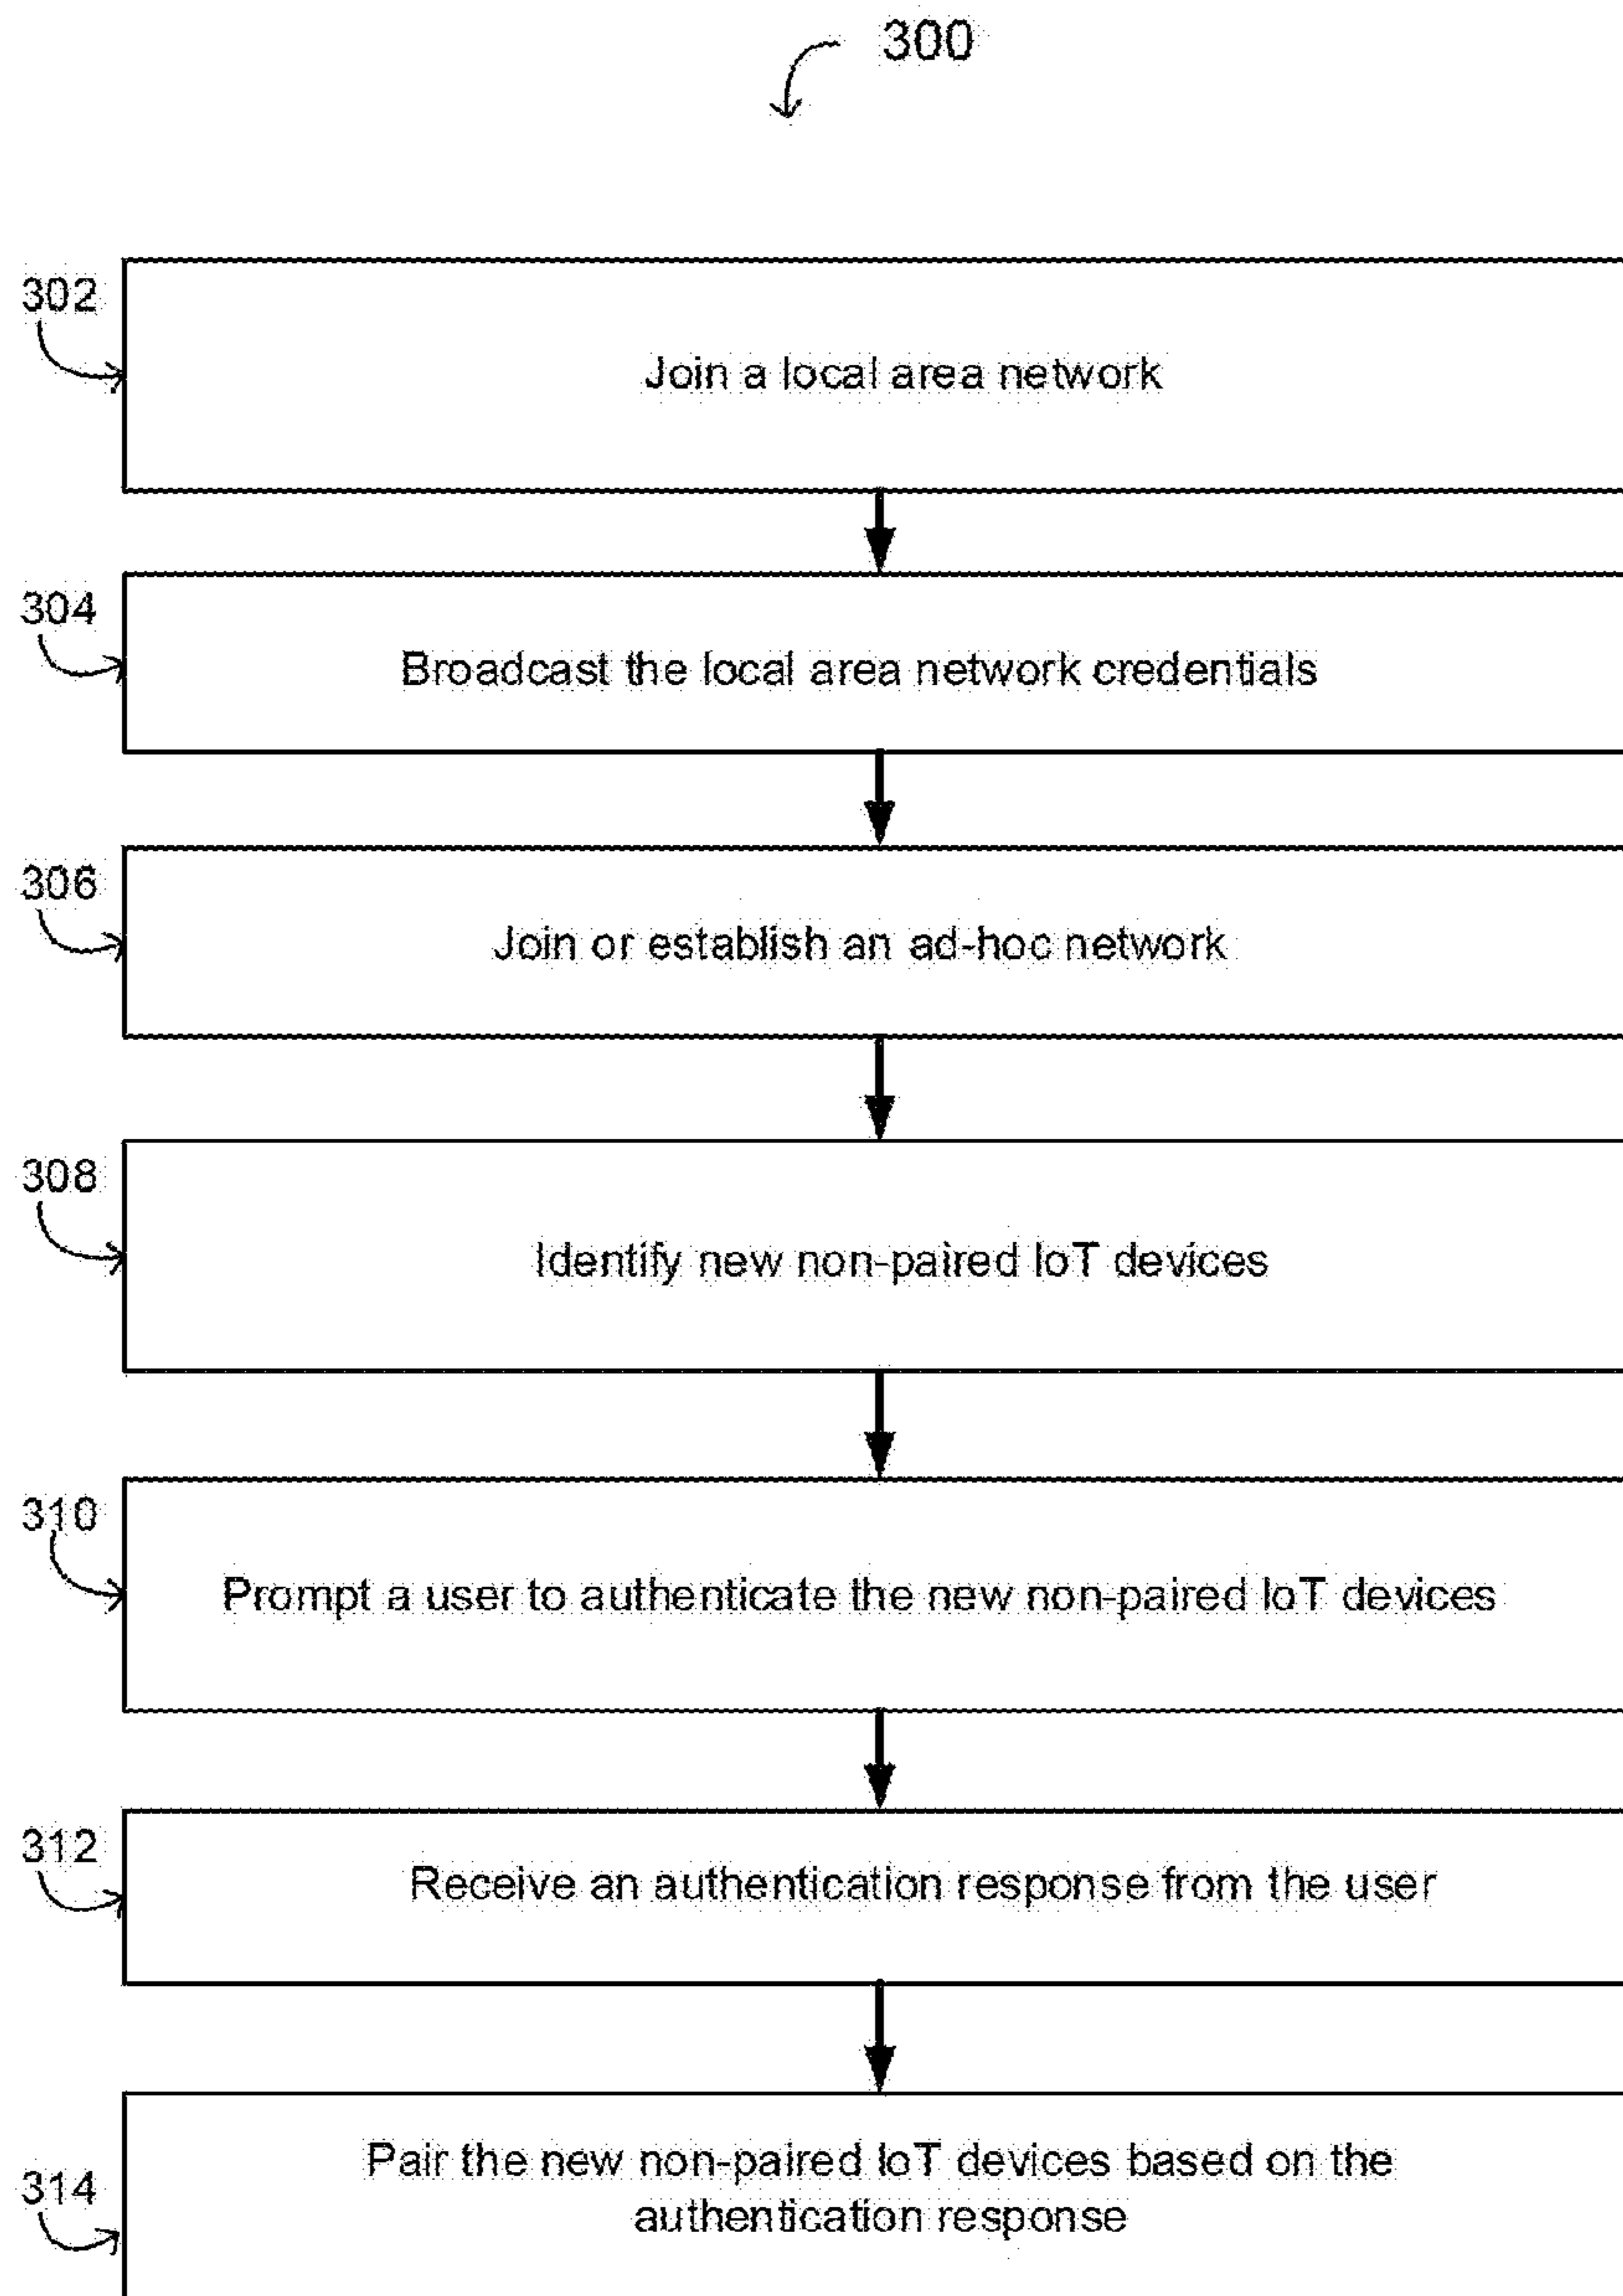 300
302
Join a local area network
304
Broadcast the local area network credentials
306
Join or establish an ad-hoc network
308
Identify new non-paired IoT devices
310
Prompt a user to authenticate the new non-paired IoT devices
312
Receive an authentication response from the user
314
Pair the new non-paired IoT devices based on the
authentication response